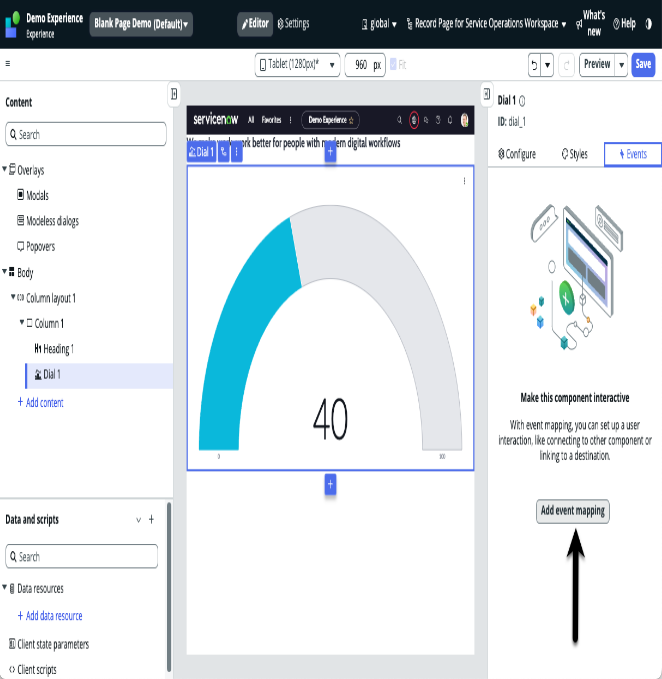 Demo Experience
Experience
Blank Page Demo (Default)
Editor
Settings
global
Record Page for Service Operations Workspace
What's new
Help
Tablet (1280px)*
960 px
Fit
Preview
Save
Content
Search
Overlays
Modals
Modeless dialogs
Popovers
Body
Column layout 1
Column 1
H1 Heading 1
Dial 1
+ Add content
Data and scripts
Search
Data resources
+ Add data resource
Client state parameters
Client scripts
servicenow
All
Favorites
Demo Experience
work better for people with modern digital workflows
Dial 1
40
0
100
Dial 1
ID: dial_1
Configure
Styles
Events
Make this component interactive
With event mapping, you can set up a user
interaction, like connecting to other component or
linking to a destination.
Add event mapping